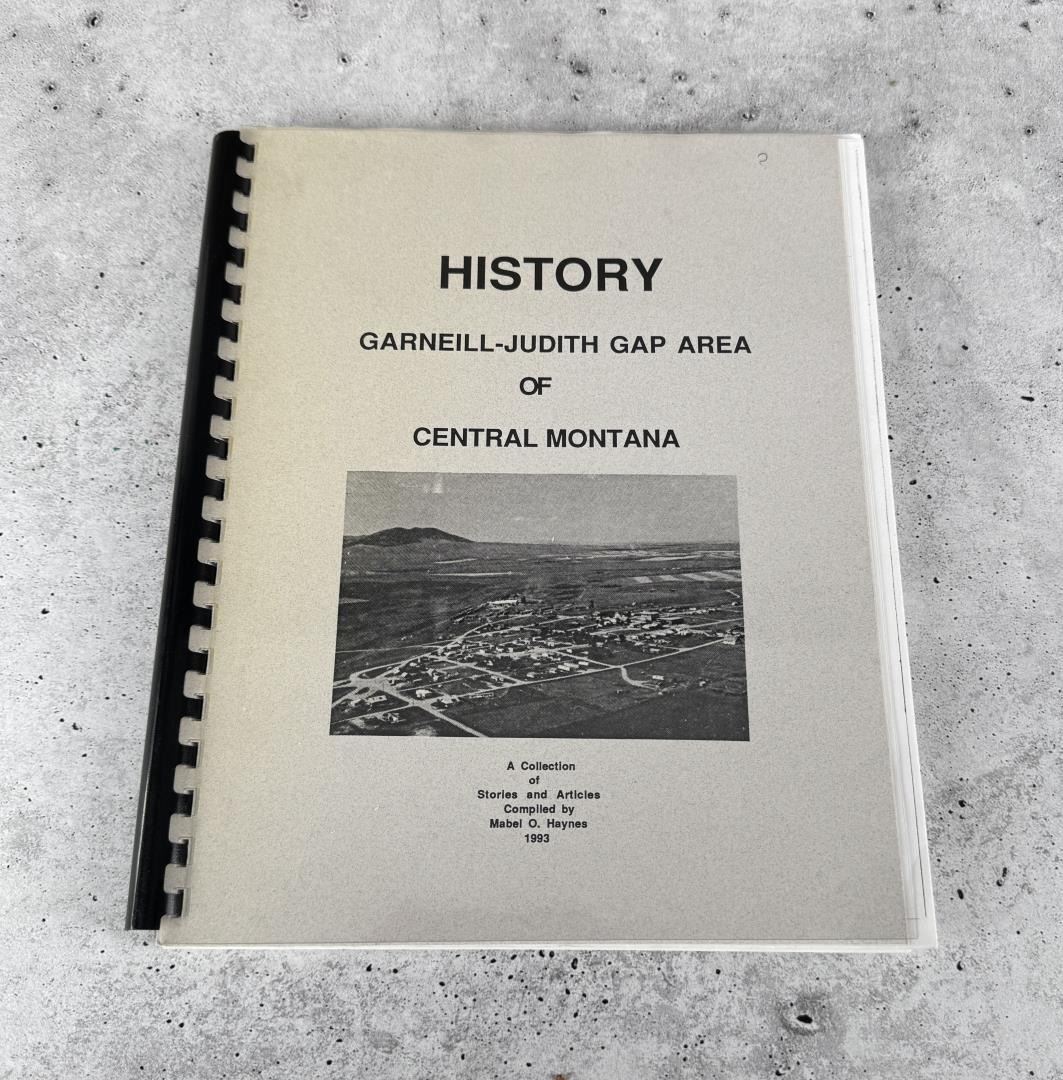 HISTORY
GARNEILL-JUDITH GAP AREA
OF
CENTRAL MONTANA
A Collection
of
Stories and Articles
Compiled by
Mabel O. Haynes
1993